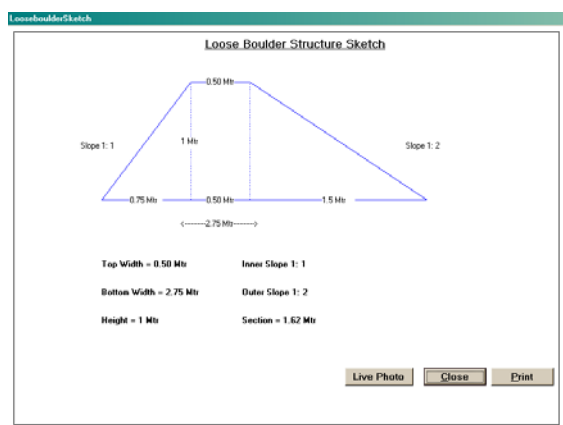 LooseboulderSketch
Loose Boulder Structure Sketch
0.50 Mtr
Slope 1: 1
1 Mtr
Slope 1: 2
0.75 Mtr
0.50 Mtr
1.5 Mtr
<-------2.75 Mtr------->
Top Width = 0.50 Mtr Inner Slope 1: 1
Bottom Width = 2.75 Mtr Outer Slope 1: 2
Height = 1 Mtr Section = 1.62 Mtr
Live Photo Close Print